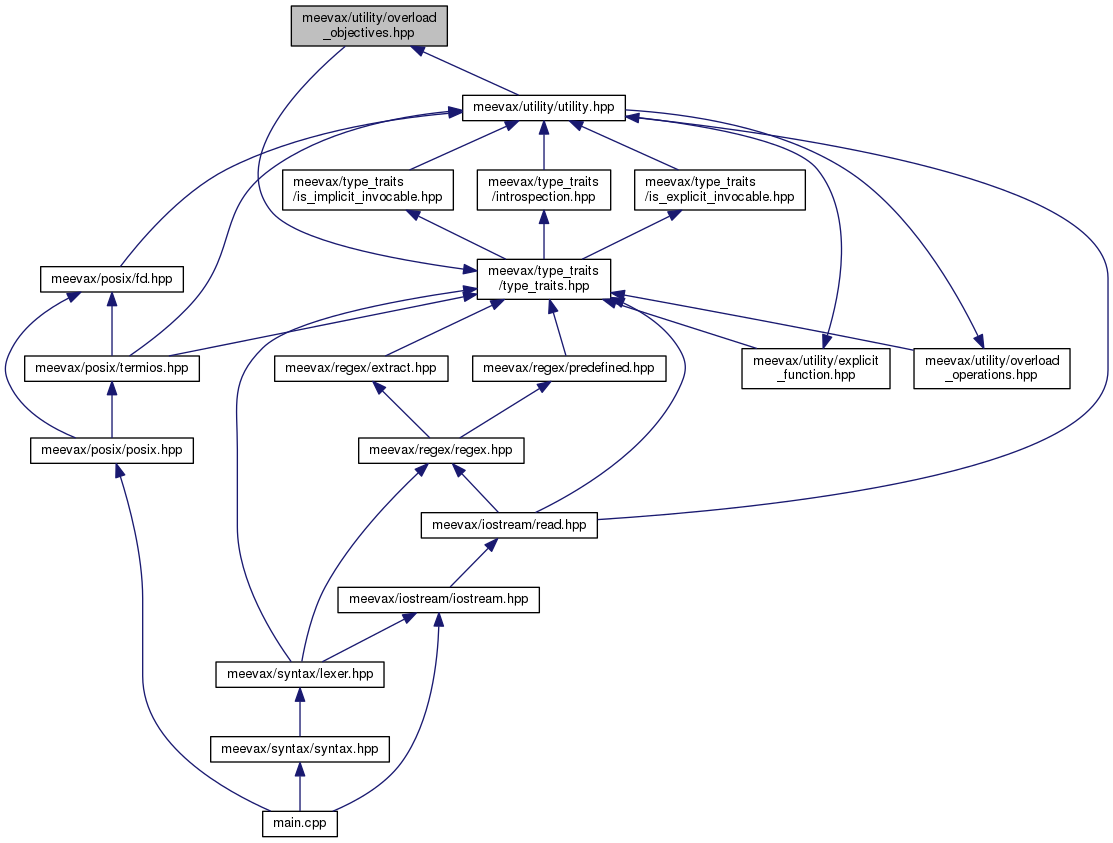 meevax/utility/overload
_objectives.hpp
meevax/utility/utility.hpp
meevax/type_traits
/is_implicit_invocable.hpp
meevax/type_traits
/introspection.hpp
meevax/type_traits
/is_explicit_invocable.hpp
meevax/posix/fd.hpp
meevax/type_traits
/type_traits.hpp
meevax/posix/termios.hpp
meevax/regex/extract.hpp
meevax/regex/predefined.hpp
meevax/utility/explicit
_function.hpp
meevax/utility/overload
_operations.hpp
meevax/posix/posix.hpp
meevax/regex/regex.hpp
meevax/iostream/read.hpp
meevax/iostream/iostream.hpp
meevax/syntax/lexer.hpp
meevax/syntax/syntax.hpp
main.cpp